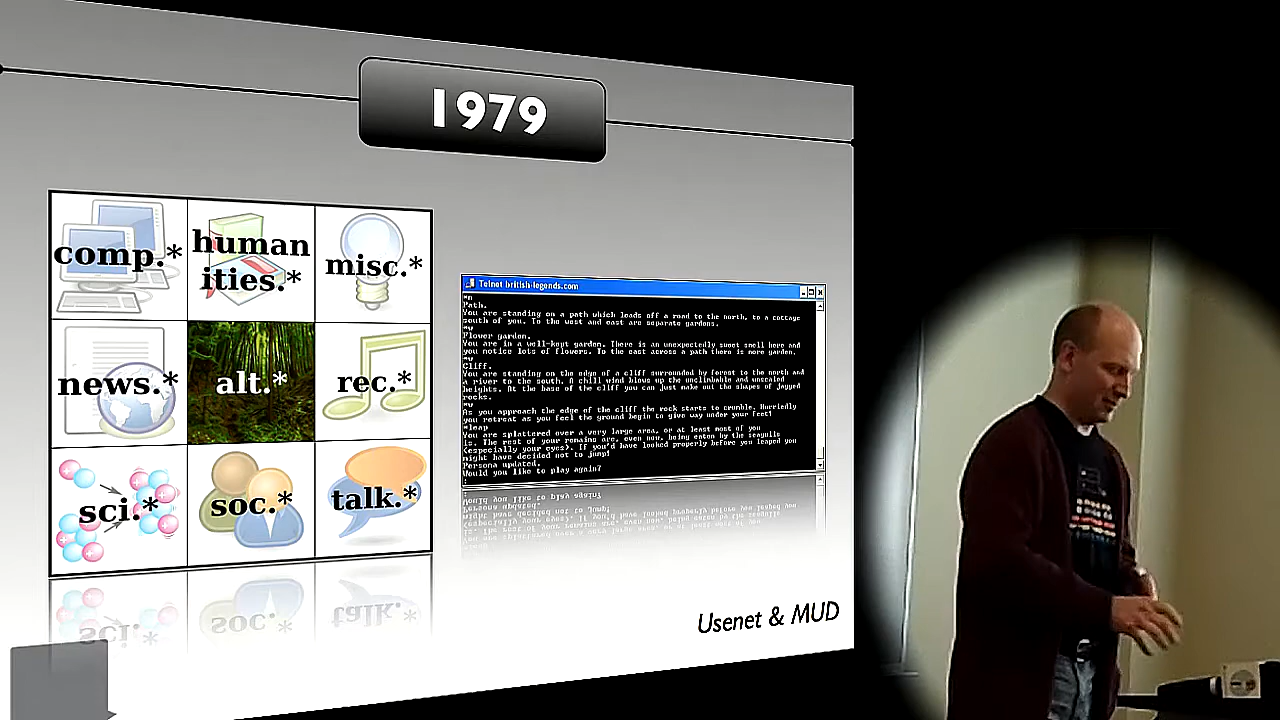 1979
comp.*
human
ities.*
misc.*
news.*
alt.*
rec.*
sci.*
soc.*
talk.*
Telnet british-legends.com
*n
Path.
You are standing on a path which leads off a road to the north, to a cottage
south of you. To the west and east are separate gardens.
*w
Flower garden.
You are in a well-kept garden. There is an unexpectedly sweet smell here and
you notice lots of flowers. To the east across a path there is more garden.
*w
Cliff.
You are standing on the edge of a cliff surrounded by forest to the north and
a river to the south. A chill wind blows up the unclimbable and unscaled
heights. At the base of the cliff you can just make out the shapes of jagged
rocks.
*w
As you approach the edge of the cliff the rock starts to crumble. Hurriedly
you retreat as you feel the ground begin to give way under your feet!
*leap
You are splattered over a very large area, or at least most of you
is. The rest of your remains are, even now, being eaten by the seagulls
(especially your eyes). If you'd have looked properly before you leaped you
might have decided not to jump!
Persona updated.
Would you like to play again?
Usenet & MUD